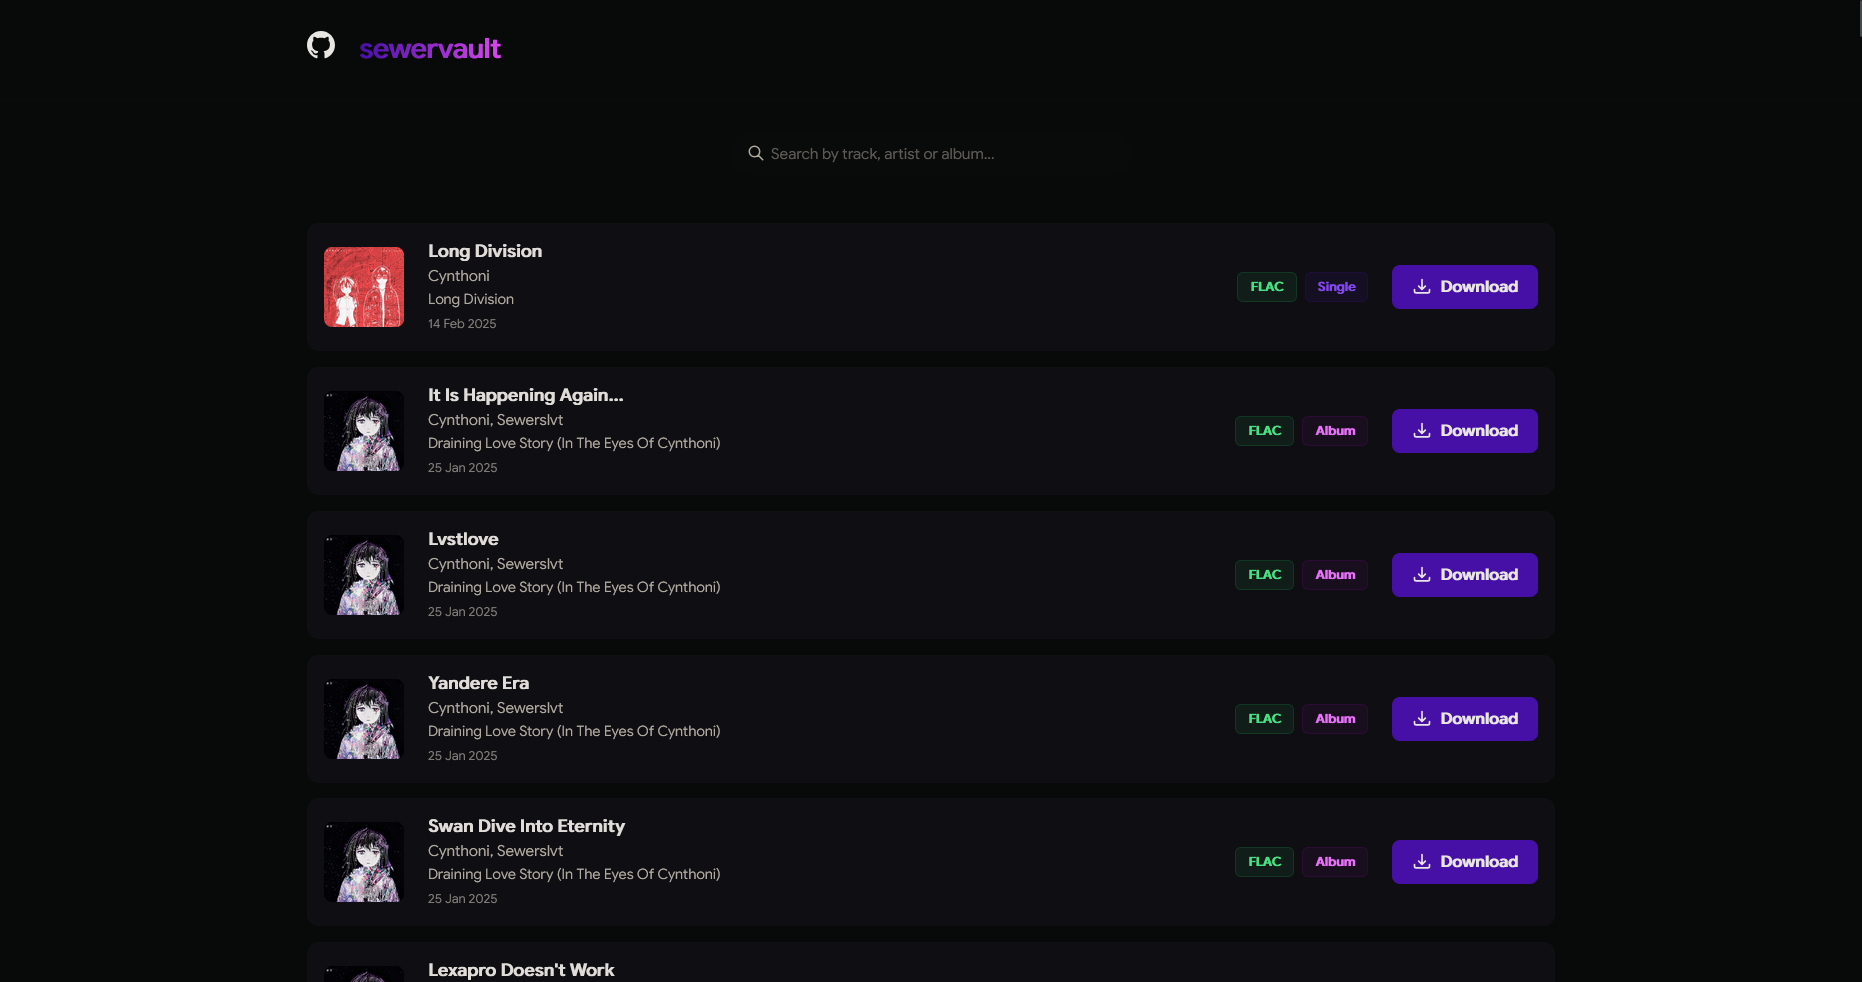 sewervault
Search by track, artist or album...
Long Division
Cynthoni
Long Division
14 Feb 2025
FLAC
Single
Download
It Is Happening Again...
Cynthoni, Sewerslvt
Draining Love Story (In The Eyes Of Cynthoni)
25 Jan 2025
FLAC
Album
Download
Lvstlove
Cynthoni, Sewerslvt
Draining Love Story (In The Eyes Of Cynthoni)
25 Jan 2025
FLAC
Album
Download
Yandere Era
Cynthoni, Sewerslvt
Draining Love Story (In The Eyes Of Cynthoni)
25 Jan 2025
FLAC
Album
Download
Swan Dive Into Eternity
Cynthoni, Sewerslvt
Draining Love Story (In The Eyes Of Cynthoni)
25 Jan 2025
FLAC
Album
Download
Lexapro Doesn't Work